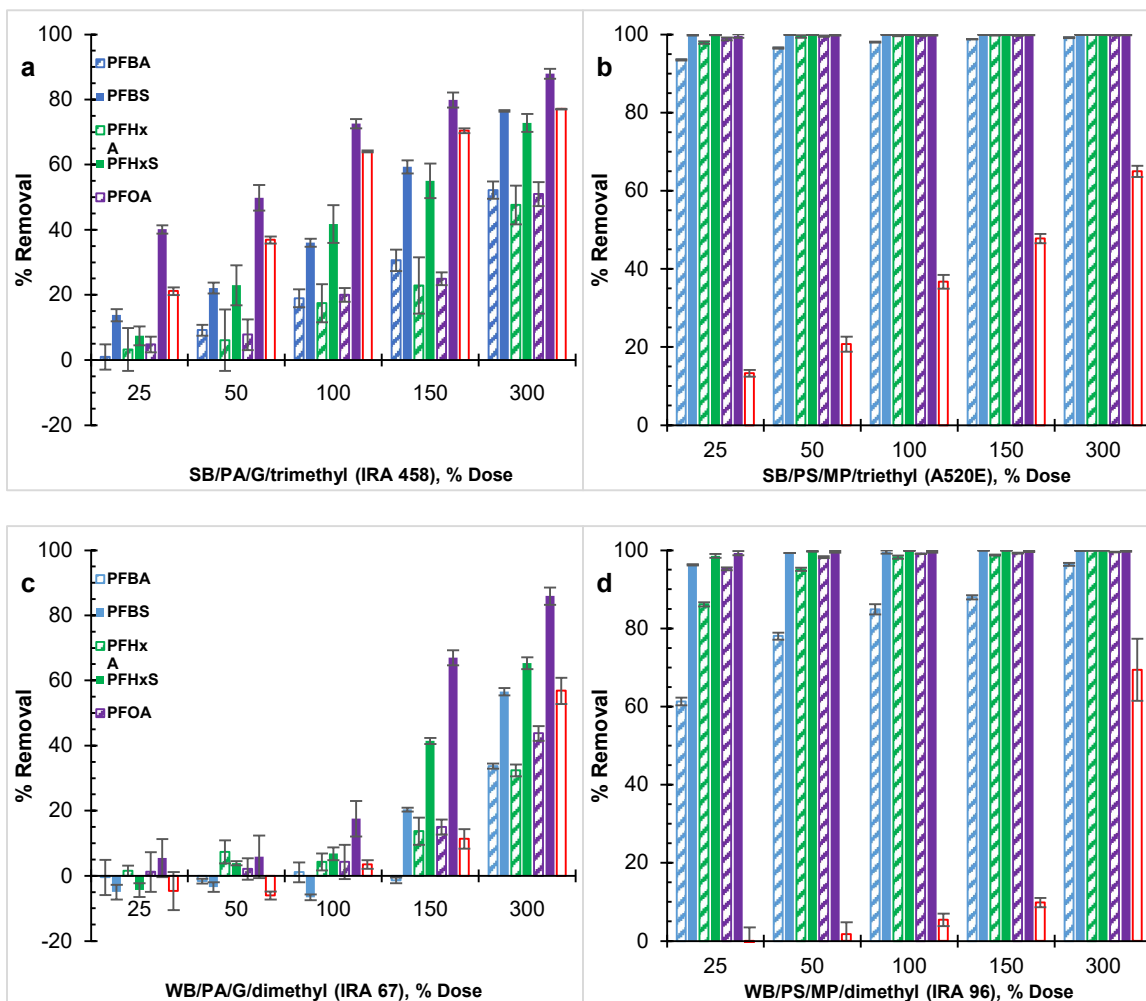 a
100
80
60
40
20
0
-20
% Removal
PFBA
PFBS
PFHx
A
PFHxS
PFOA
25 50 100 150 300
SB/PA/G/trimethyl (IRA 458), % Dose
b
100
80
60
40
20
0
% Removal
25 50 100 150 300
SB/PS/MP/triethyl (A520E), % Dose
c
100
80
60
40
20
0
-20
% Removal
PFBA
PFBS
PFHx
A
PFHxS
PFOA
25 50 100 150 300
WB/PA/G/dimethyl (IRA 67), % Dose
d
100
80
60
40
20
0
% Removal
25 50 100 150 300
WB/PS/MP/dimethyl (IRA 96), % Dose